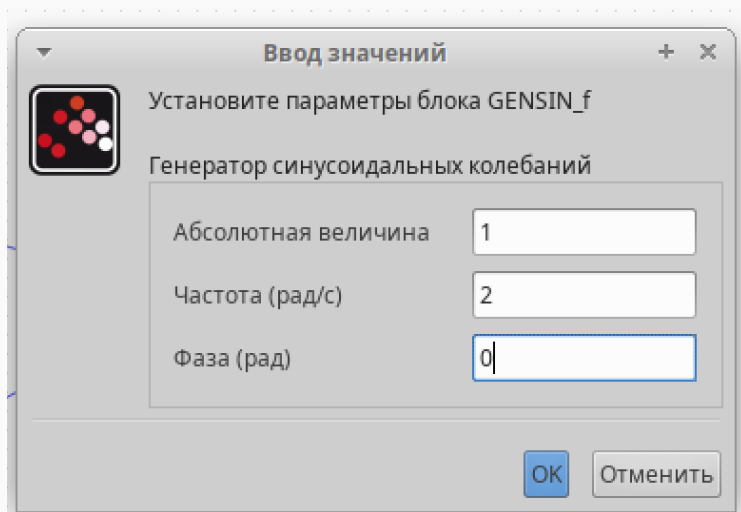 Ввод значений
Установите параметры блока GENSIN_f
Генератор синусоидальных колебаний
Абсолютная величина 1
Частота (рад/с) 2
Фаза (рад) 0
OK Отменить